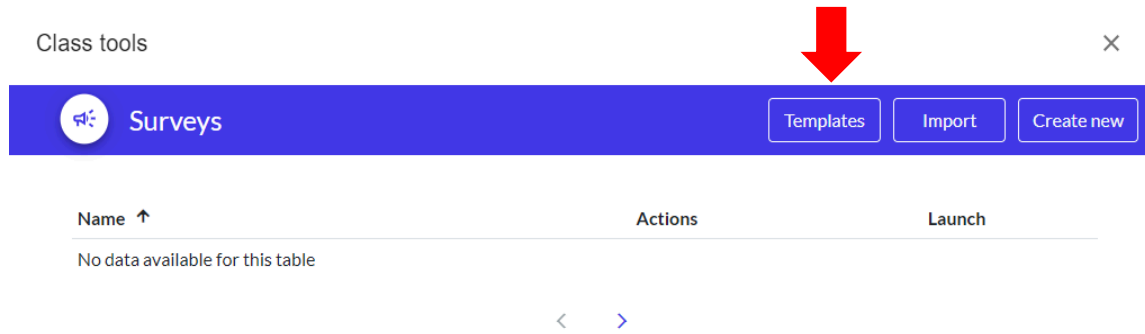 Class tools
Surveys
Templates
Import
Create new
Name
Actions
Launch
No data available for this table